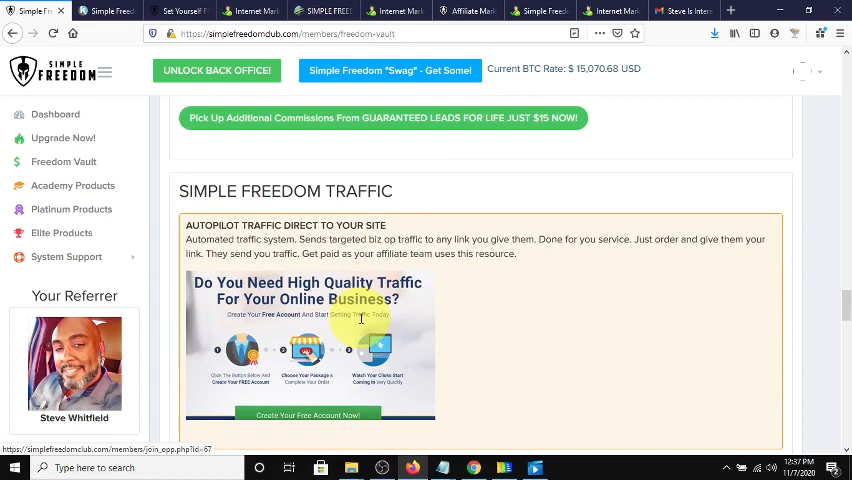 Simple Fre
Simple Freedo
Set Yourself F
Internet Mark
SIMPLE FREE
Internet Mark
Affiliate Mark
Simple Freedo
Internet Mark
Steve Is Intere
https://simplefreedomclub.com/members/freedom-vault
SIMPLE
FREEDOM
UNLOCK BACK OFFICE!
Simple Freedom "Swag" - Get Some!
Current BTC Rate: $ 15,070.68 USD
Dashboard
Upgrade Now!
Freedom Vault
Academy Products
Platinum Products
Elite Products
System Support
Your Referrer
Steve Whitfield
Pick Up Additional Commissions From GUARANTEED LEADS FOR LIFE JUST $15 NOW!
SIMPLE FREEDOM TRAFFIC
AUTOPILOT TRAFFIC DIRECT TO YOUR SITE
Automated traffic system. Sends targeted biz op traffic to any link you give them. Done for you service. Just order and give them your
link. They send you traffic. Get paid as your affiliate team uses this resource.
Do You Need High Quality Traffic
For Your Online Business?
Create Your Free Account And Start Getting Traffic Today
1
2
3
Click The Button Below And
Create Your FREE Account
Choose Your Package &
Complete Your Order
Watch Your Clicks Start
Coming In Very Quickly
Create Your Free Account Now!
https://simplefreedomclub.com/members/join_opp.php?id=67
Type here to search
12:37 PM
11/7/2020
2